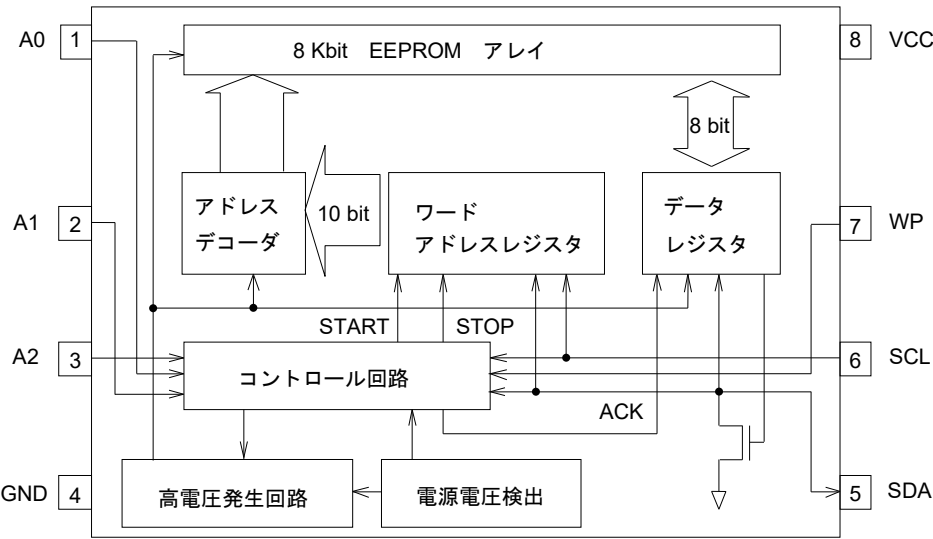 A0 1
8 VCC
8 Kbit EEPROM アレイ
8 bit
A1 2
アドレス
デコーダ
10 bit
ワード
アドレスレジスタ
データ
レジスタ
7 WP
START
STOP
A2 3
コントロール回路
6 SCL
ACK
GND 4
高電圧発生回路
電源電圧検出
5 SDA